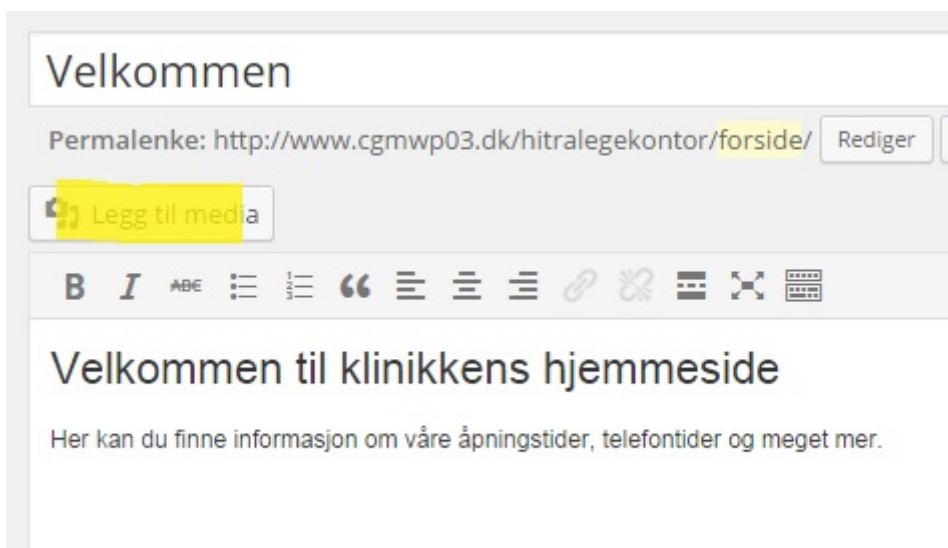 Velkommen
Permalenke: http://www.cgmwp03.dk/hitralegekontor/forside/ Rediger
Legg til media
B I ABC
Velkommen til klinikkens hjemmeside
Her kan du finne informasjon om våre åpningstider, telefontider og meget mer.